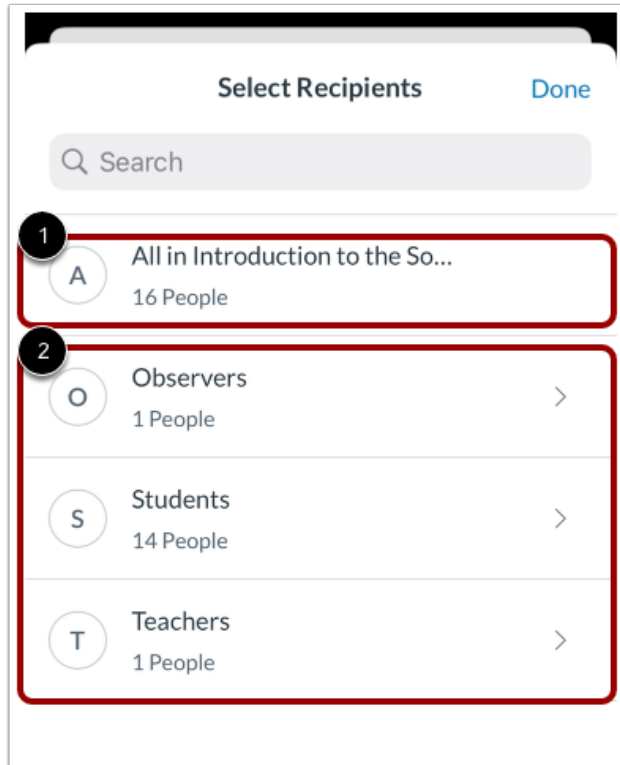 Select Recipients
Done
Search
1
A
All in Introduction to the So...
16 People
2
O
Observers
1 People
S
Students
14 People
T
Teachers
1 People